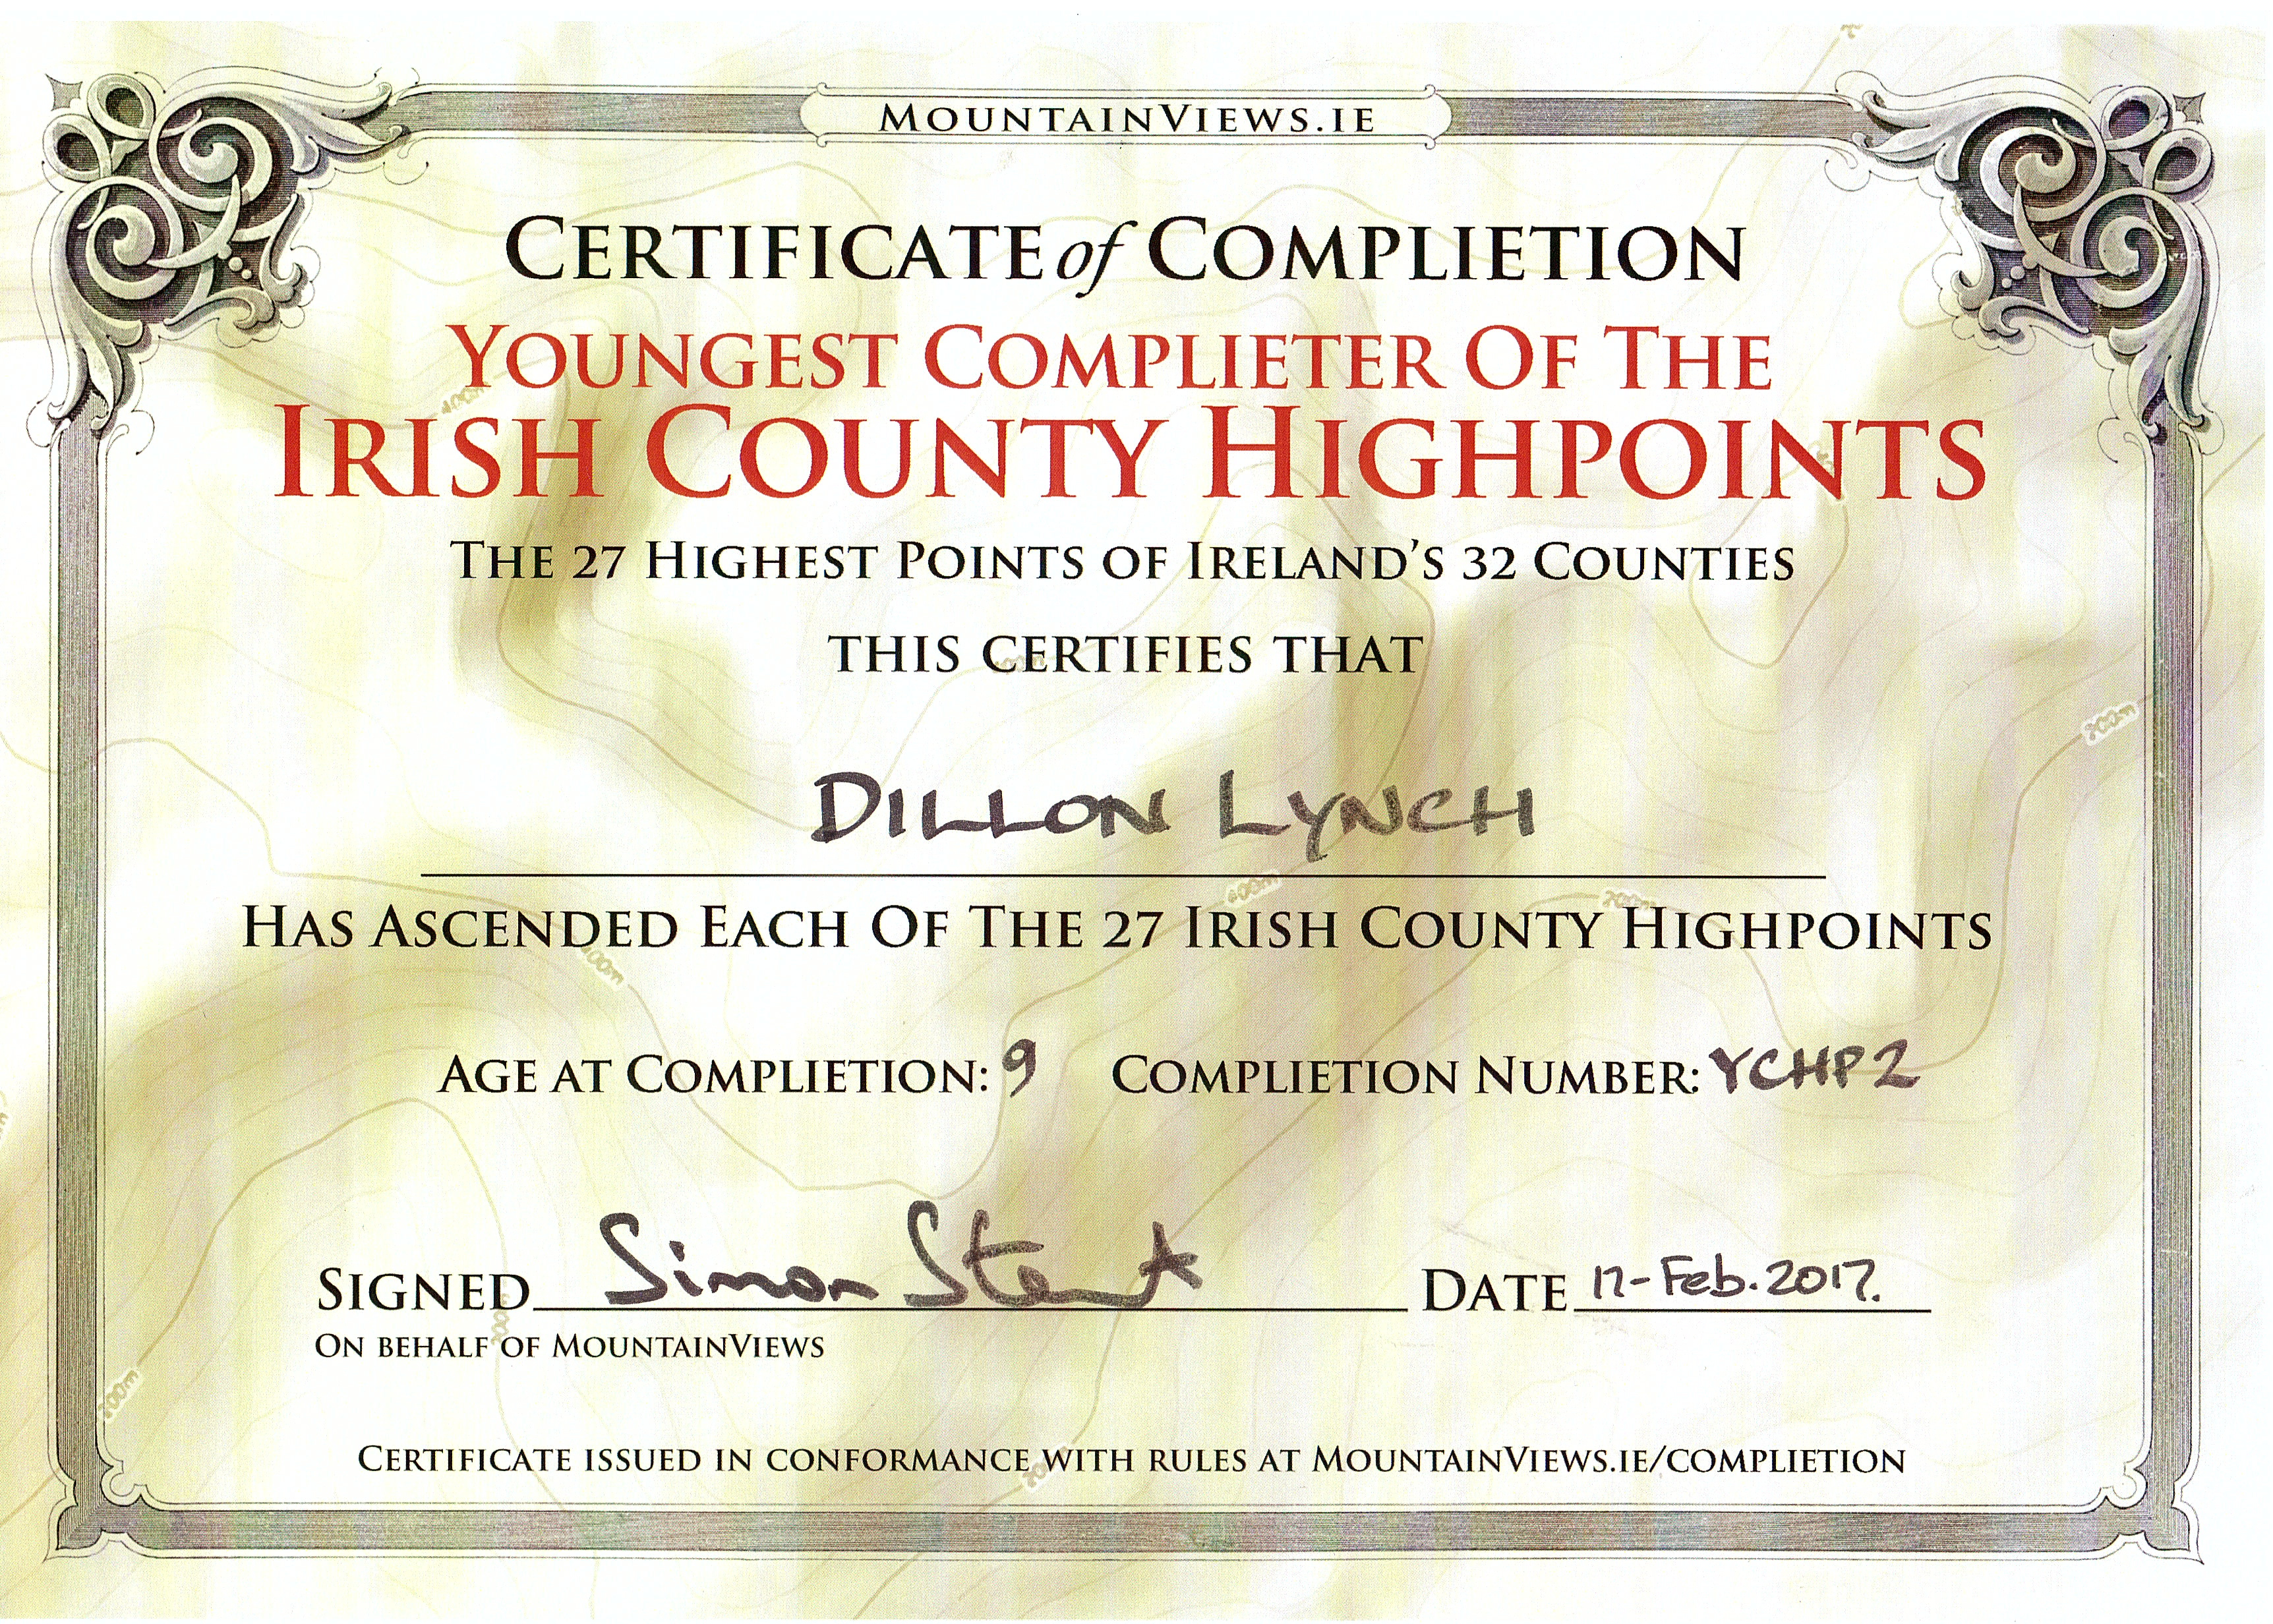 MOUNTAINVIEWS.IE
CERTIFICATE of COMPLIETION
YOUNGEST COMPLIETER OF THE
IRISH COUNTY HIGHPOINTS
THE 27 HIGHEST POINTS OF IRELAND'S 32 COUNTIES
THIS CERTIFIES THAT
DILLON LYNCH
HAS ASCENDED EACH OF THE 27 IRISH COUNTY HIGHPOINTS
AGE AT COMPLIETION: 9 COMPLIETION NUMBER: YCHP2
SIGNED Simon DATE 17-Feb.2017.
ON BEHALF OF MOUNTAINVIEWS
CERTIFICATE ISSUED IN CONFORMANCE WITH RULES AT MOUNTAINVIEWS.IE/COMPLIETION